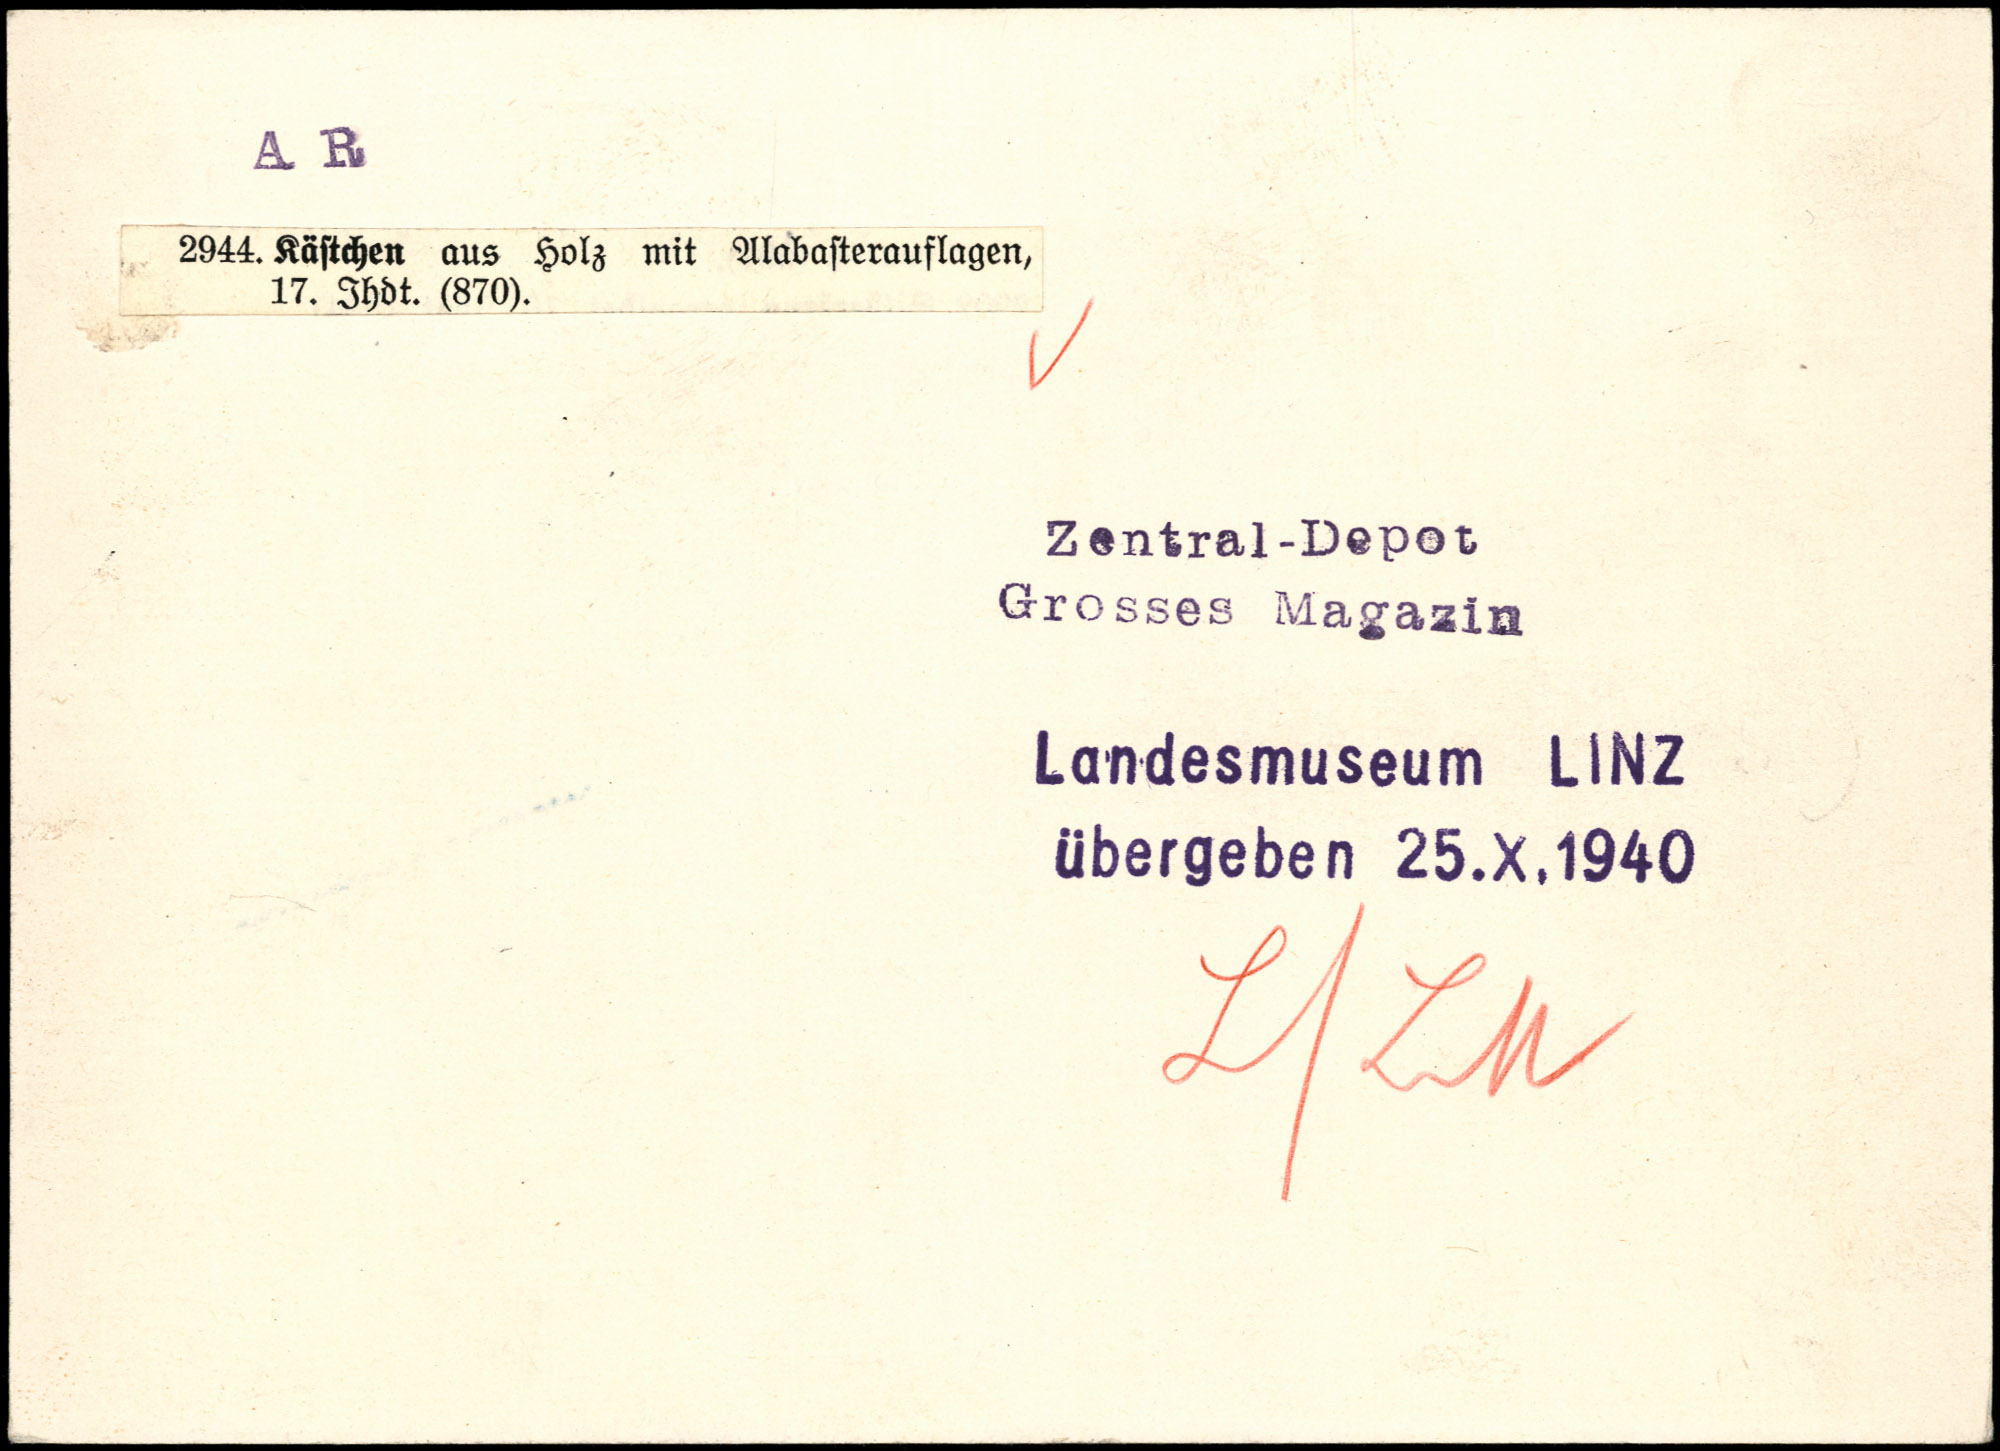 A R
2944. Käſtchen aus Holz mit Alabaſterauflagen,
17. Jhdt. (870).
Zentral-Depot
Grosses Magazin
Landesmuseum LINZ
übergeben 25.X.1940